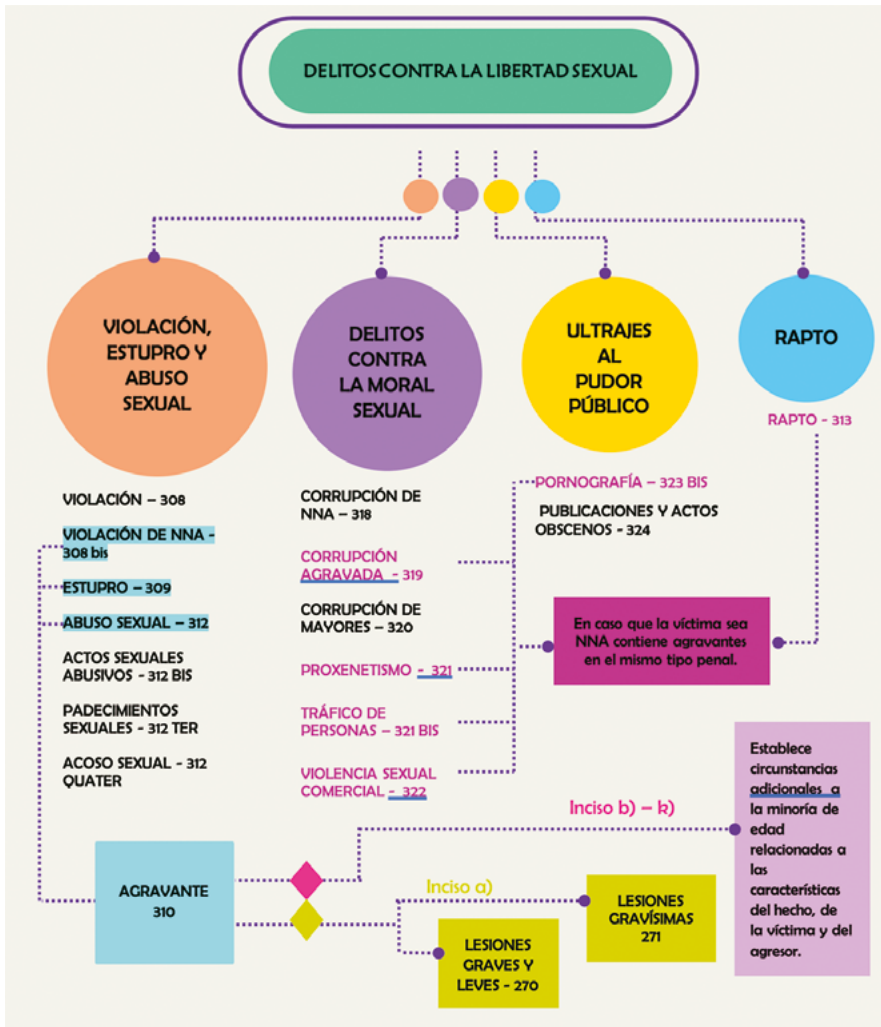 DELITOS CONTRA LA LIBERTAD SEXUAL
VIOLACIÓN,
ESTUPRO Y
ABUSO
SEXUAL
VIOLACIÓN – 308
VIOLACIÓN DE NNA -
308 bis
ESTUPRO – 309
ABUSO SEXUAL – 312
ACTOS SEXUALES
ABUSIVOS - 312 BIS
PADECIMIENTOS
SEXUALES - 312 TER
ACOSO SEXUAL - 312
QUATER
DELITOS
CONTRA
LA MORAL
SEXUAL
CORRUPCIÓN DE
NNA – 318
CORRUPCIÓN
AGRAVADA - 319
CORRUPCIÓN DE
MAYORES – 320
PROXENETISMO - 321
TRÁFICO DE
PERSONAS – 321 BIS
VIOLENCIA SEXUAL
COMERCIAL - 322
ULTRAJES
AL
PUDOR
PÚBLICO
PORNOGRAFÍA – 323 BIS
PUBLICACIONES Y ACTOS
OBSCENOS - 324
RAPTO
RAPTO - 313
En caso que la víctima sea
NNA contiene agravantes
en el mismo tipo penal.
AGRAVANTE
310
Inciso b) – k)
Establece
circunstancias
adicionales a
la minoría de
edad
relacionadas a
las
características
del hecho, de
la víctima y del
agresor.
Inciso a)
LESIONES
GRAVÍSIMAS
271
LESIONES
GRAVES Y
LEVES - 270